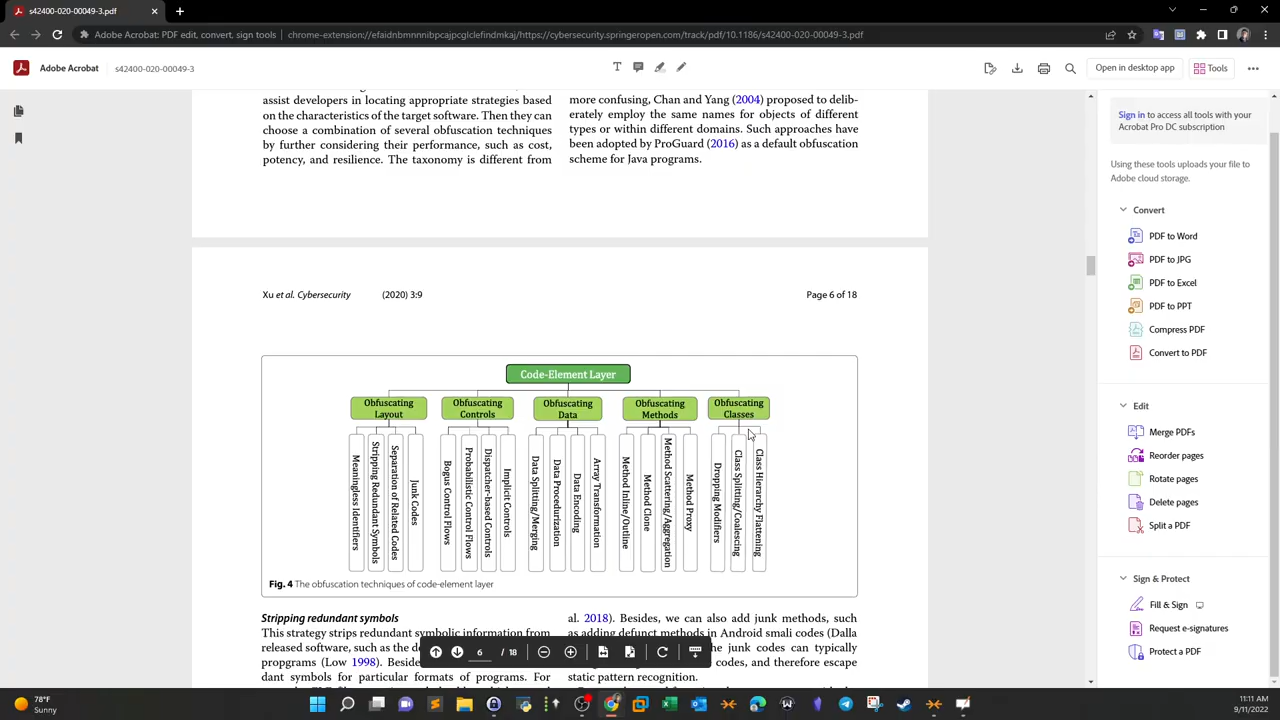 s42400-020-00049-3
Adobe Acrobat: PDF edit, convert, sign tools | chrome-extension://efaidnbmnnnibpcajpcglclefindmkaj/https://cybersecurity.springeropen.com/track/pdf/10.1186/s42400-020-00049-3.pdf
Adobe Acrobat s42400-020-00049-3
Open in desktop app
Tools
assist developers in locating appropriate strategies based
on the characteristics of the target software. Then they can
choose a combination of several obfuscation techniques
by further considering their performance, such as cost,
potency, and resilience. The taxonomy is different from
more confusing, Chan and Yang (2004) proposed to delib-
erately employ the same names for objects of different
types or within different domains. Such approaches have
been adopted by ProGuard (2016) as a default obfuscation
scheme for Java programs.
Xu et al. Cybersecurity (2020) 3:9
Page 6 of 18
Code-Element Layer
Obfuscating
Layout
Obfuscating
Controls
Obfuscating
Data
Obfuscating
Methods
Obfuscating
Classes
Meaningless Identifiers
Stripping Redundant Symbols
Separation of Related Codes
Junk Codes
Bogus Control Flows
Probabilistic Control Flows
Dispatcher-based Controls
Implicit Controls
Data Splitting/Merging
Data Procedurization
Data Encoding
Array Transformation
Method Inline/Outline
Method Clone
Method Scattering/Aggregation
Method Proxy
Dropping Modifiers
Class Splitting/Coalescing
Class Hierarchy Flattening
Fig. 4 The obfuscation techniques of code-element layer
Stripping redundant symbols
This strategy strips redundant symbolic information from
released software, such as the de
propgrams (Low 1998). Besid
dant symbols for particular formats of programs. For
al. 2018). Besides, we can also add junk methods, such
as adding defunct methods in Android smali codes (Dalla
he junk codes can typically
codes, and therefore escape
static pattern recognition.
6 / 18
Sign in to access all tools with your
Acrobat Pro DC subscription
Using these tools uploads your file to
Adobe cloud storage.
Convert
PDF to Word
PDF to JPG
PDF to Excel
PDF to PPT
Compress PDF
Convert to PDF
Edit
Merge PDFs
Reorder pages
Rotate pages
Delete pages
Split a PDF
Sign & Protect
Fill & Sign
Request e-signatures
Protect a PDF
78°F
Sunny
11:11 AM
9/11/2022